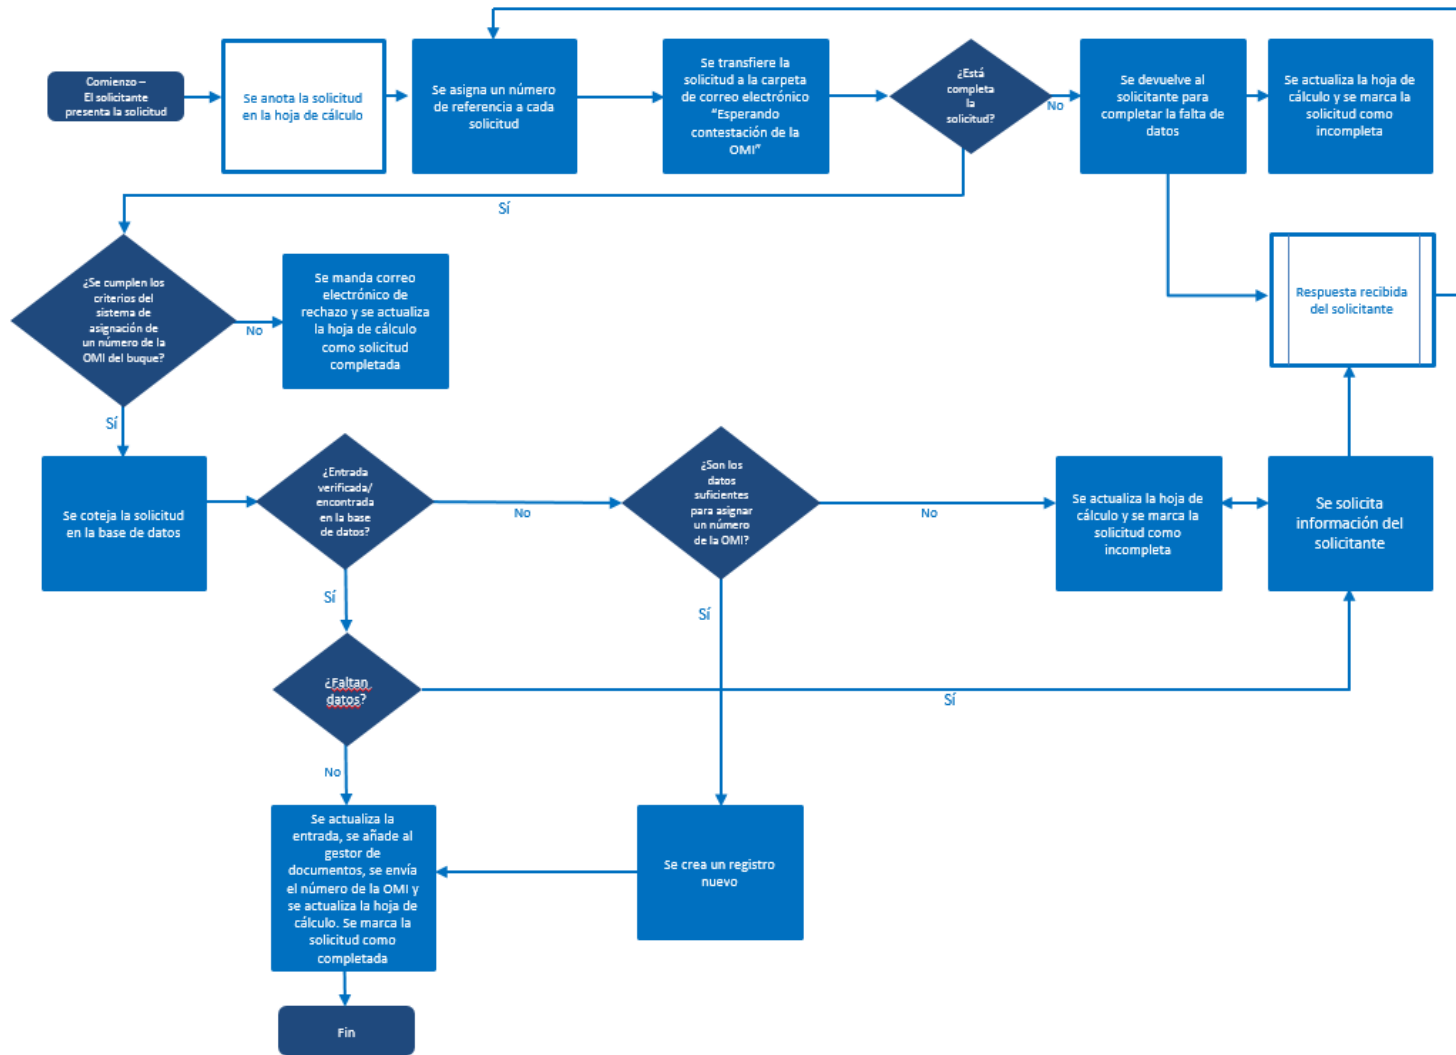 Comienzo –
El solicitante
presenta la solicitud
Se anota la solicitud
en la hoja de cálculo
Se asigna un número
de referencia a cada
solicitud
Se transfiere la
solicitud a la carpeta
de correo electrónico
“Esperando
contestación de la
OMI”
¿Está
completa
la
solicitud?
No
Se devuelve al
solicitante para
completar la falta de
datos
Se actualiza la hoja de
cálculo y se marca la
solicitud como
incompleta
Sí
¿Se cumplen los
criterios del
sistema de
asignación de
un número de la
OMI del buque?
No
Se manda correo
electrónico de
rechazo y se actualiza
la hoja de cálculo
como solicitud
completada
Respuesta recibida
del solicitante
Sí
Se coteja la solicitud
en la base de datos
¿Entrada
verificada/
encontrada
en la base
de datos?
No
¿Son los
datos
suficientes
para asignar
un número
de la OMI?
No
Se actualiza la hoja de
cálculo y se marca la
solicitud como
incompleta
Se solicita
información del
solicitante
Sí
Sí
¿Faltan
datos?
Sí
No
Se actualiza la
entrada, se añade al
gestor de
documentos, se envía
el número de la OMI y
se actualiza la hoja de
cálculo. Se marca la
solicitud como
completada
Se crea un registro
nuevo
Fin